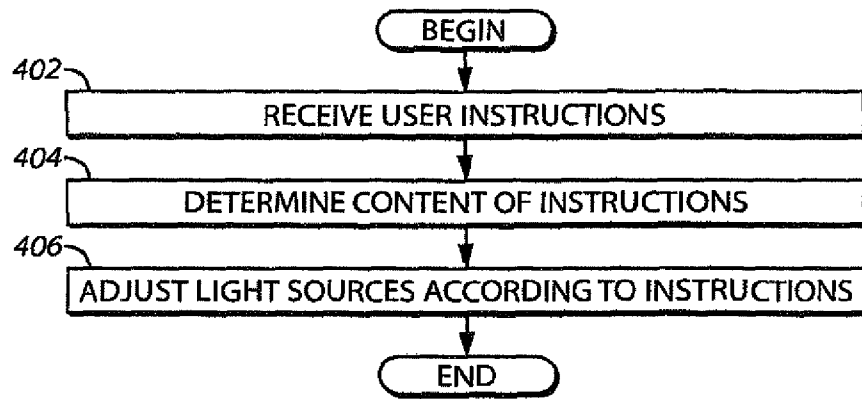 BEGIN
402
RECEIVE USER INSTRUCTIONS
404
DETERMINE CONTENT OF INSTRUCTIONS
406
ADJUST LIGHT SOURCES ACCORDING TO INSTRUCTIONS
END